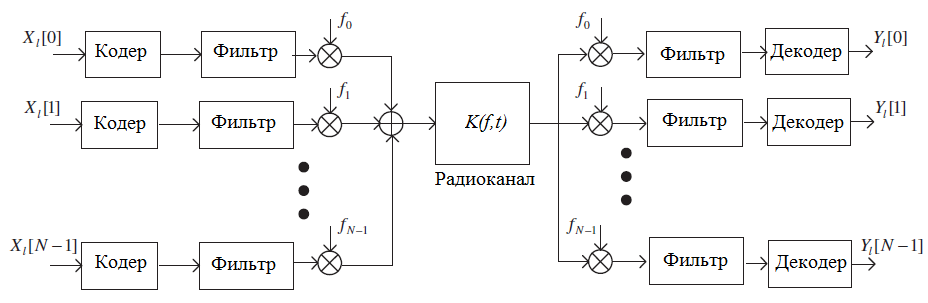 X_l[0] Кодер Фильтр f_0 f_0 Фильтр Декодер Y_l[0]
X_l[1] Кодер Фильтр f_1 K(f,t) f_1 Фильтр Декодер Y_l[1]
Радиоканал
X_l[N−1] Кодер Фильтр f_{N−1} f_{N−1} Фильтр Декодер Y_l[N−1]